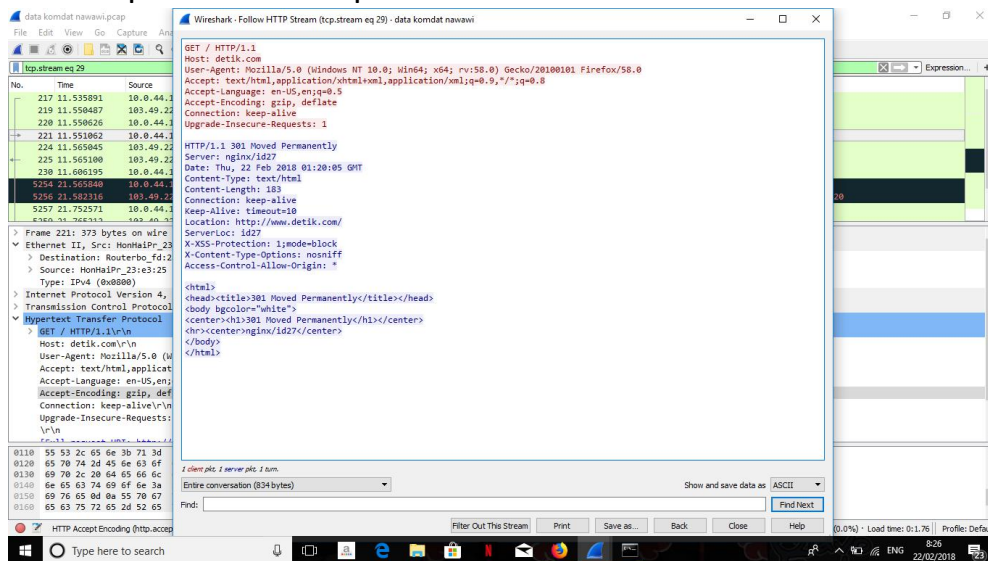 data komdat nawawi.pcap
File Edit View Go Capture
tcp.stream eq 29
Expression...
No. Time Source
217 11.535891 10.0.44.1
219 11.550487 103.49.22
220 11.550626 10.0.44.1
221 11.551062 10.0.44.1
224 11.565045 103.49.22
225 11.565100 103.49.22
230 11.606195 10.0.44.1
5254 21.565840 10.0.44.1
5256 21.582316 103.49.22
20
5257 21.752571 10.0.44.1
Frame 221: 373 bytes on wire
Ethernet II, Src: HonHaiPr_23
Destination: Routerbo_fd:2
Source: HonHaiPr_23:e3:25
Type: IPv4 (0x0800)
Internet Protocol Version 4,
Transmission Control Protocol
Hypertext Transfer Protocol
GET / HTTP/1.1\r\n
Host: detik.com\r\n
User-Agent: Mozilla/5.0 (W
Accept: text/html,applicat
Accept-Language: en-US,en;
Accept-Encoding: gzip, def
Connection: keep-alive\r\n
Upgrade-Insecure-Requests:
\r\n
0110 55 53 2c 65 6e 3b 71 3d
0120 65 70 74 2d 45 6e 63 6f
0130 69 70 2c 20 64 65 66 6c
0140 6e 65 63 74 69 6f 6e 3a
0150 69 76 65 0d 0a 55 70 67
0160 65 63 75 72 65 2d 52 65
HTTP Accept Encoding (http.accep
(0.0%) · Load time: 0:1.76 Profile: Defau
Wireshark · Follow HTTP Stream (tcp.stream eq 29) · data komdat nawawi
GET / HTTP/1.1
Host: detik.com
User-Agent: Mozilla/5.0 (Windows NT 10.0; Win64; x64; rv:58.0) Gecko/20100101 Firefox/58.0
Accept: text/html,application/xhtml+xml,application/xml;q=0.9,*/*;q=0.8
Accept-Language: en-US,en;q=0.5
Accept-Encoding: gzip, deflate
Connection: keep-alive
Upgrade-Insecure-Requests: 1
HTTP/1.1 301 Moved Permanently
Server: nginx/id27
Date: Thu, 22 Feb 2018 01:20:05 GMT
Content-Type: text/html
Content-Length: 183
Connection: keep-alive
Keep-Alive: timeout=10
Location: http://www.detik.com/
ServerLoc: id27
X-XSS-Protection: 1;mode=block
X-Content-Type-Options: nosniff
Access-Control-Allow-Origin: *
<html>
<head><title>301 Moved Permanently</title></head>
<body bgcolor="white">
<center><h1>301 Moved Permanently</h1></center>
<hr><center>nginx/id27</center>
</body>
</html>
1 client pkt, 1 server pkt, 1 turn.
Entire conversation (834 bytes)
Show and save data as ASCII
Find:
Find Next
Filter Out This Stream Print Save as... Back Close Help
Type here to search
ENG
8:26
22/02/2018
23